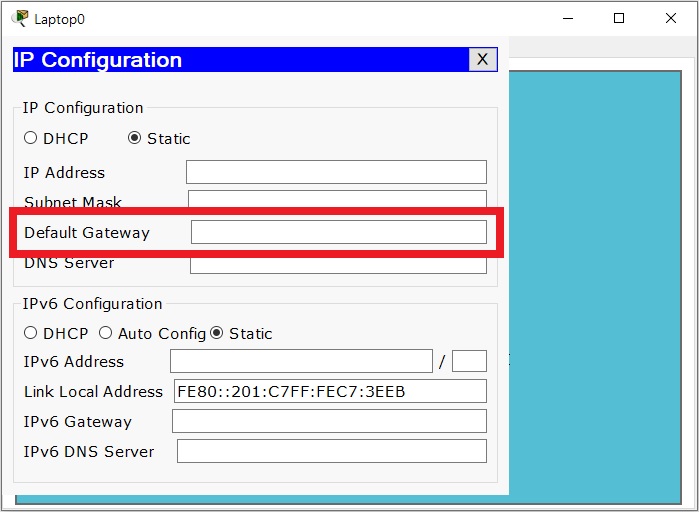 Laptop0
IP Configuration X
IP Configuration
DHCP Static
IP Address
Subnet Mask
Default Gateway
DNS Server
IPv6 Configuration
DHCP Auto Config Static
IPv6 Address /
Link Local Address FE80::201:C7FF:FEC7:3EEB
IPv6 Gateway
IPv6 DNS Server